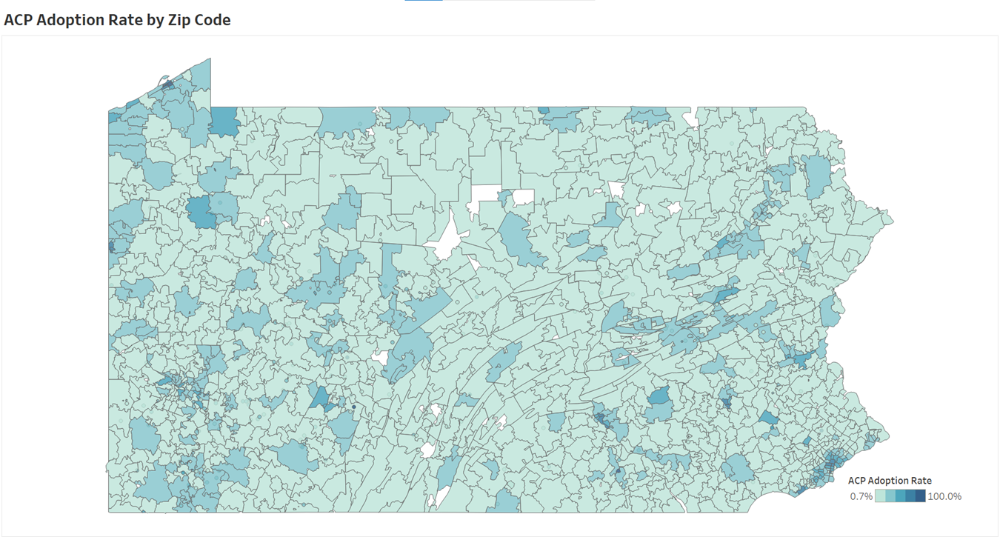 ACP Adoption Rate by Zip Code
ACP Adoption Rate
0.7% 100.0%